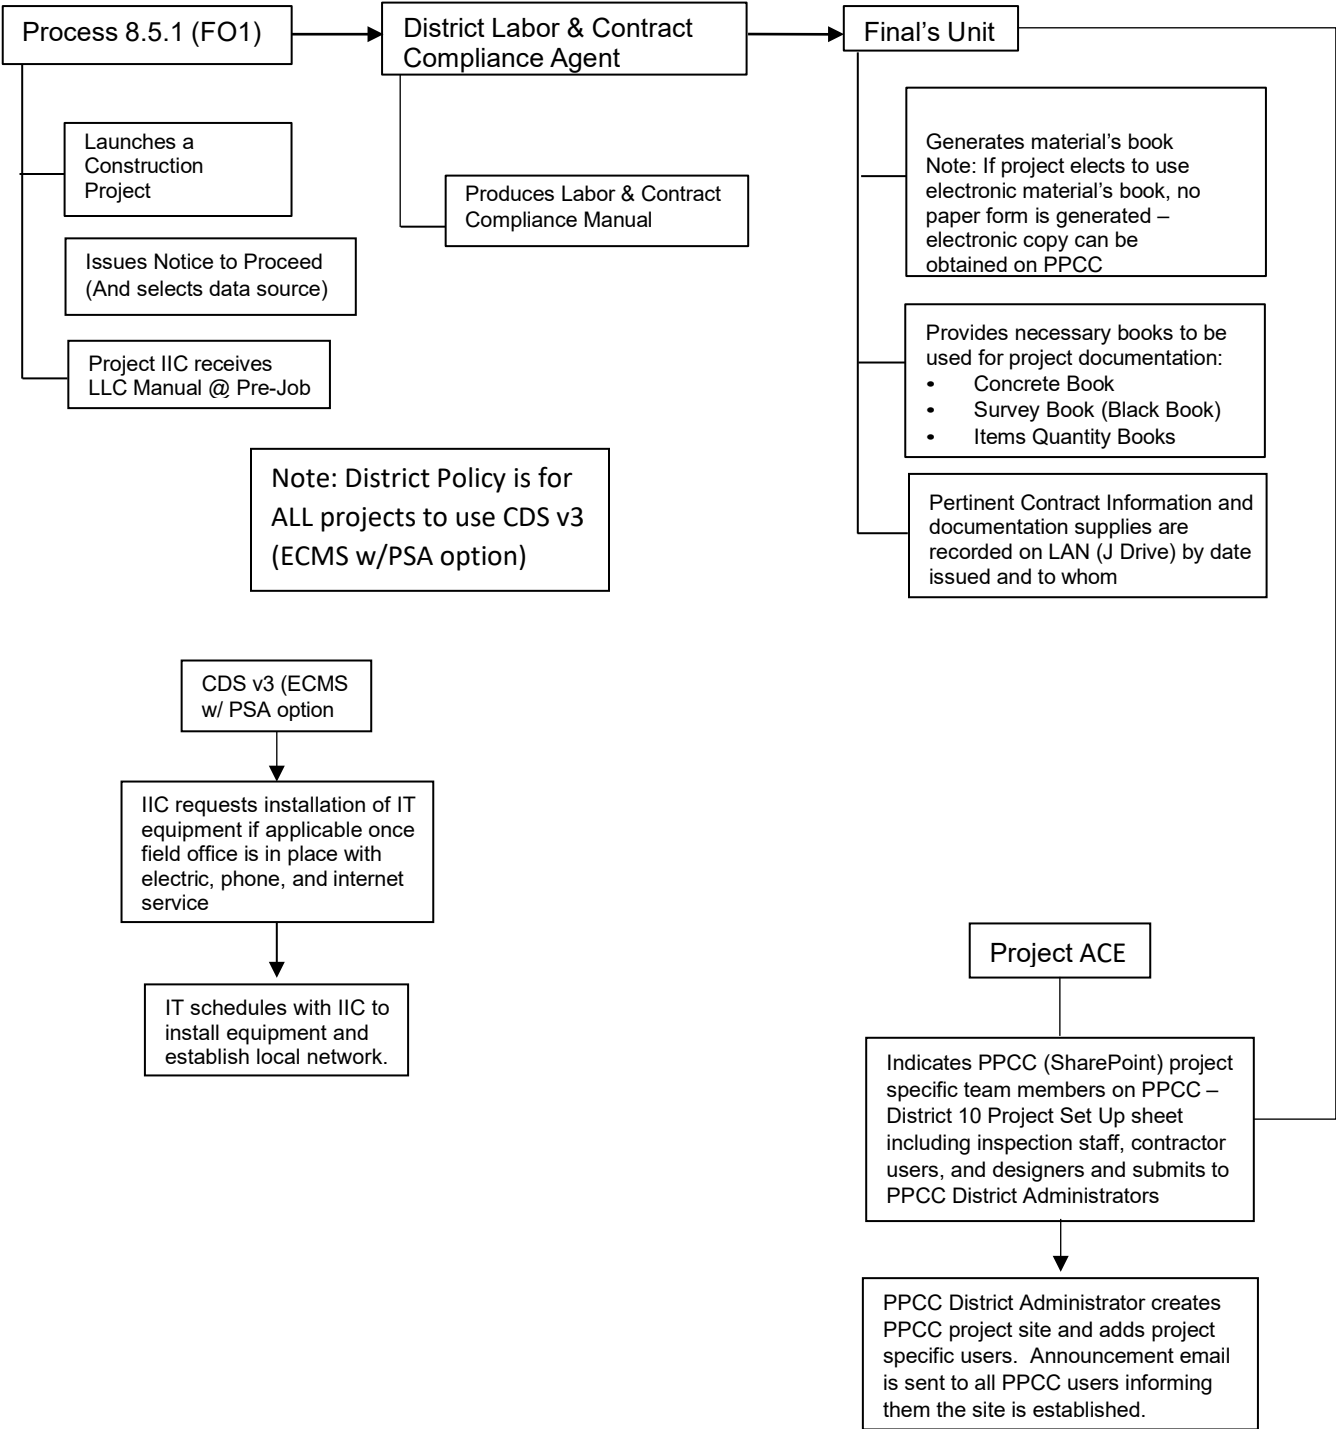 Process 8.5.1 (FO1)
District Labor & Contract
Compliance Agent
Final’s Unit
Launches a
Construction
Project
Issues Notice to Proceed
(And selects data source)
Project IIC receives
LLC Manual @ Pre-Job
Produces Labor & Contract
Compliance Manual
Generates material’s book
Note: If project elects to use
electronic material’s book, no
paper form is generated –
electronic copy can be
obtained on PPCC
Provides necessary books to be
used for project documentation:
• Concrete Book
• Survey Book (Black Book)
• Items Quantity Books
Pertinent Contract Information and
documentation supplies are
recorded on LAN (J Drive) by date
issued and to whom
Note: District Policy is for
ALL projects to use CDS v3
(ECMS w/PSA option)
CDS v3 (ECMS
w/ PSA option
IIC requests installation of IT
equipment if applicable once
field office is in place with
electric, phone, and internet
service
IT schedules with IIC to
install equipment and
establish local network.
Project ACE
Indicates PPCC (SharePoint) project
specific team members on PPCC –
District 10 Project Set Up sheet
including inspection staff, contractor
users, and designers and submits to
PPCC District Administrators
PPCC District Administrator creates
PPCC project site and adds project
specific users.  Announcement email
is sent to all PPCC users informing
them the site is established.